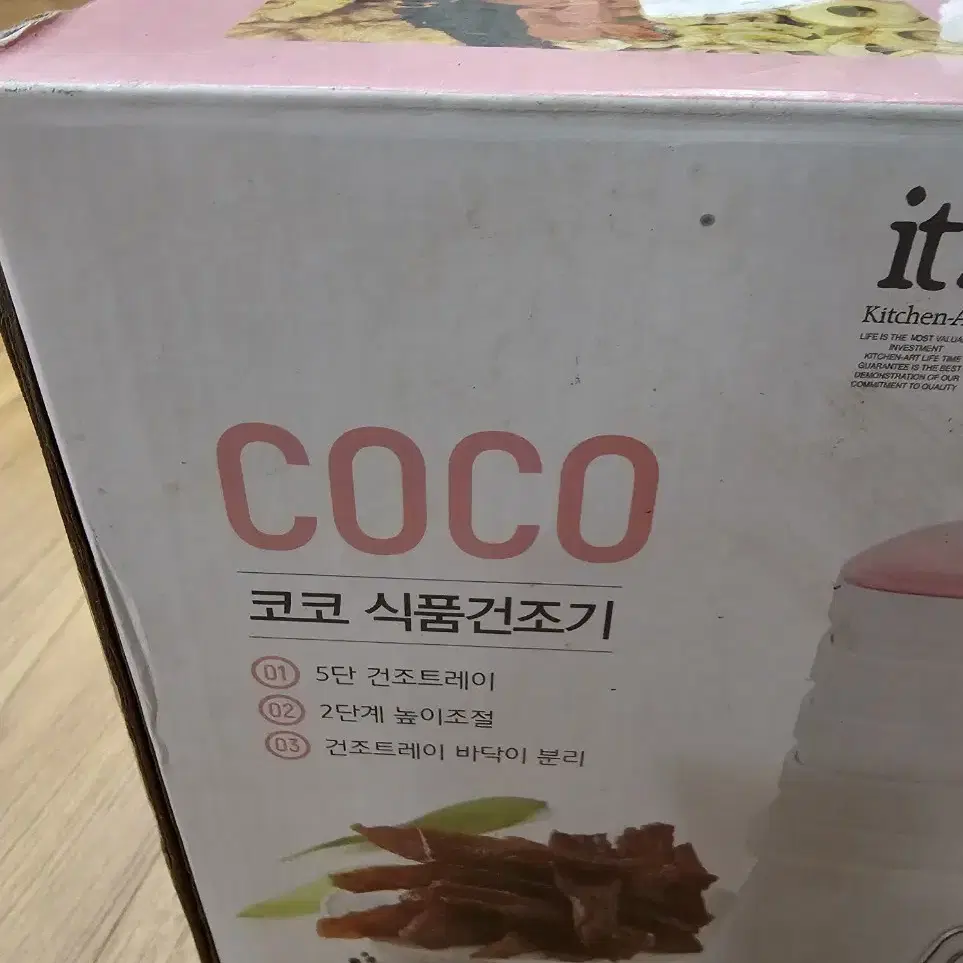 it
Kitchen-A
LIFE IS THE MOST VALUA
INVESTMENT
KITCHEN-ART LIFE TIME
GUARANTEE IS THE BEST
DEMONSTRATION OF OUR
COMMITMENT TO QUALITY
COCO
코코 식품건조기
01 5단 건조트레이
02 2단계 높이조절
03 건조트레이 바닥이 분리